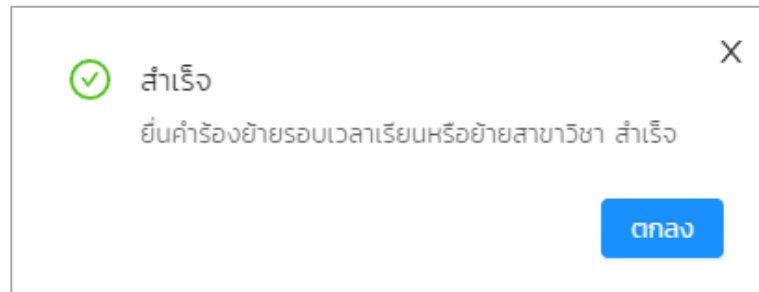 สำเร็จ
ยื่นคำร้องย้ายรอบเวลาเรียนหรือย้ายสาขาวิชา สำเร็จ
ตกลง